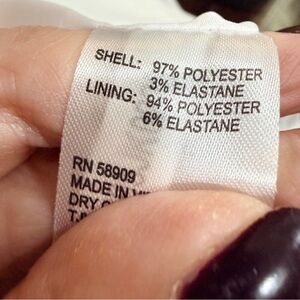 SHELL: 97% POLYESTER
3% ELASTANE
LINING: 94% POLYESTER
6% ELASTANE
RN 58909
MADE IN
DRY